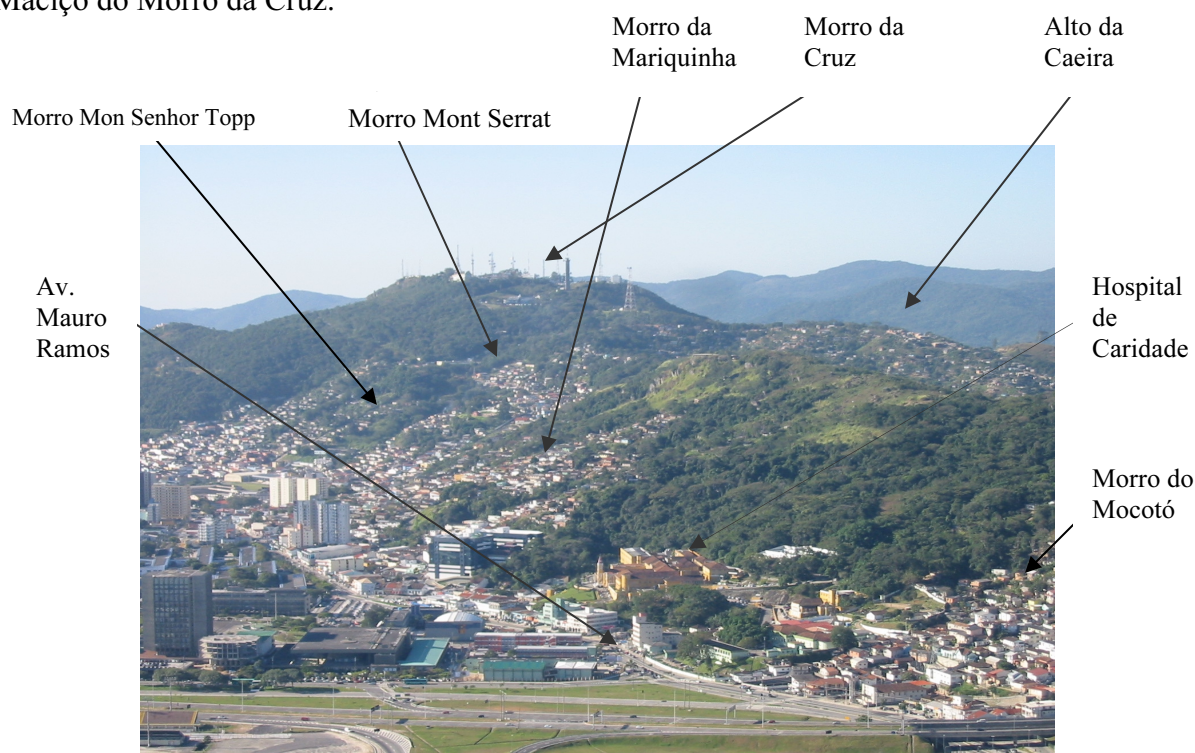 Maciço do Morro da Cruz.
Morro da
Mariquinha
Morro da
Cruz
Alto da
Caeira
Morro Mon Senhor Topp
Morro Mont Serrat
Av.
Mauro
Ramos
Hospital
de
Caridade
Morro do
Mocotó